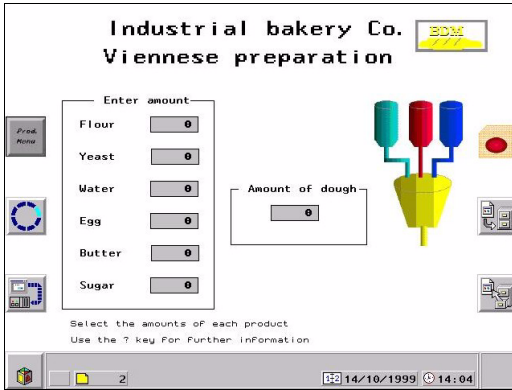 Industrial bakery Co.
BDM
Viennese preparation
Enter amount
Flour 0
Prod.
Menu
Yeast 0
Water 0
Amount of dough
0
Egg 0
Butter 0
Sugar 0
Select the amounts of each product
Use the ? key for further information
2
14/10/1999 14:04